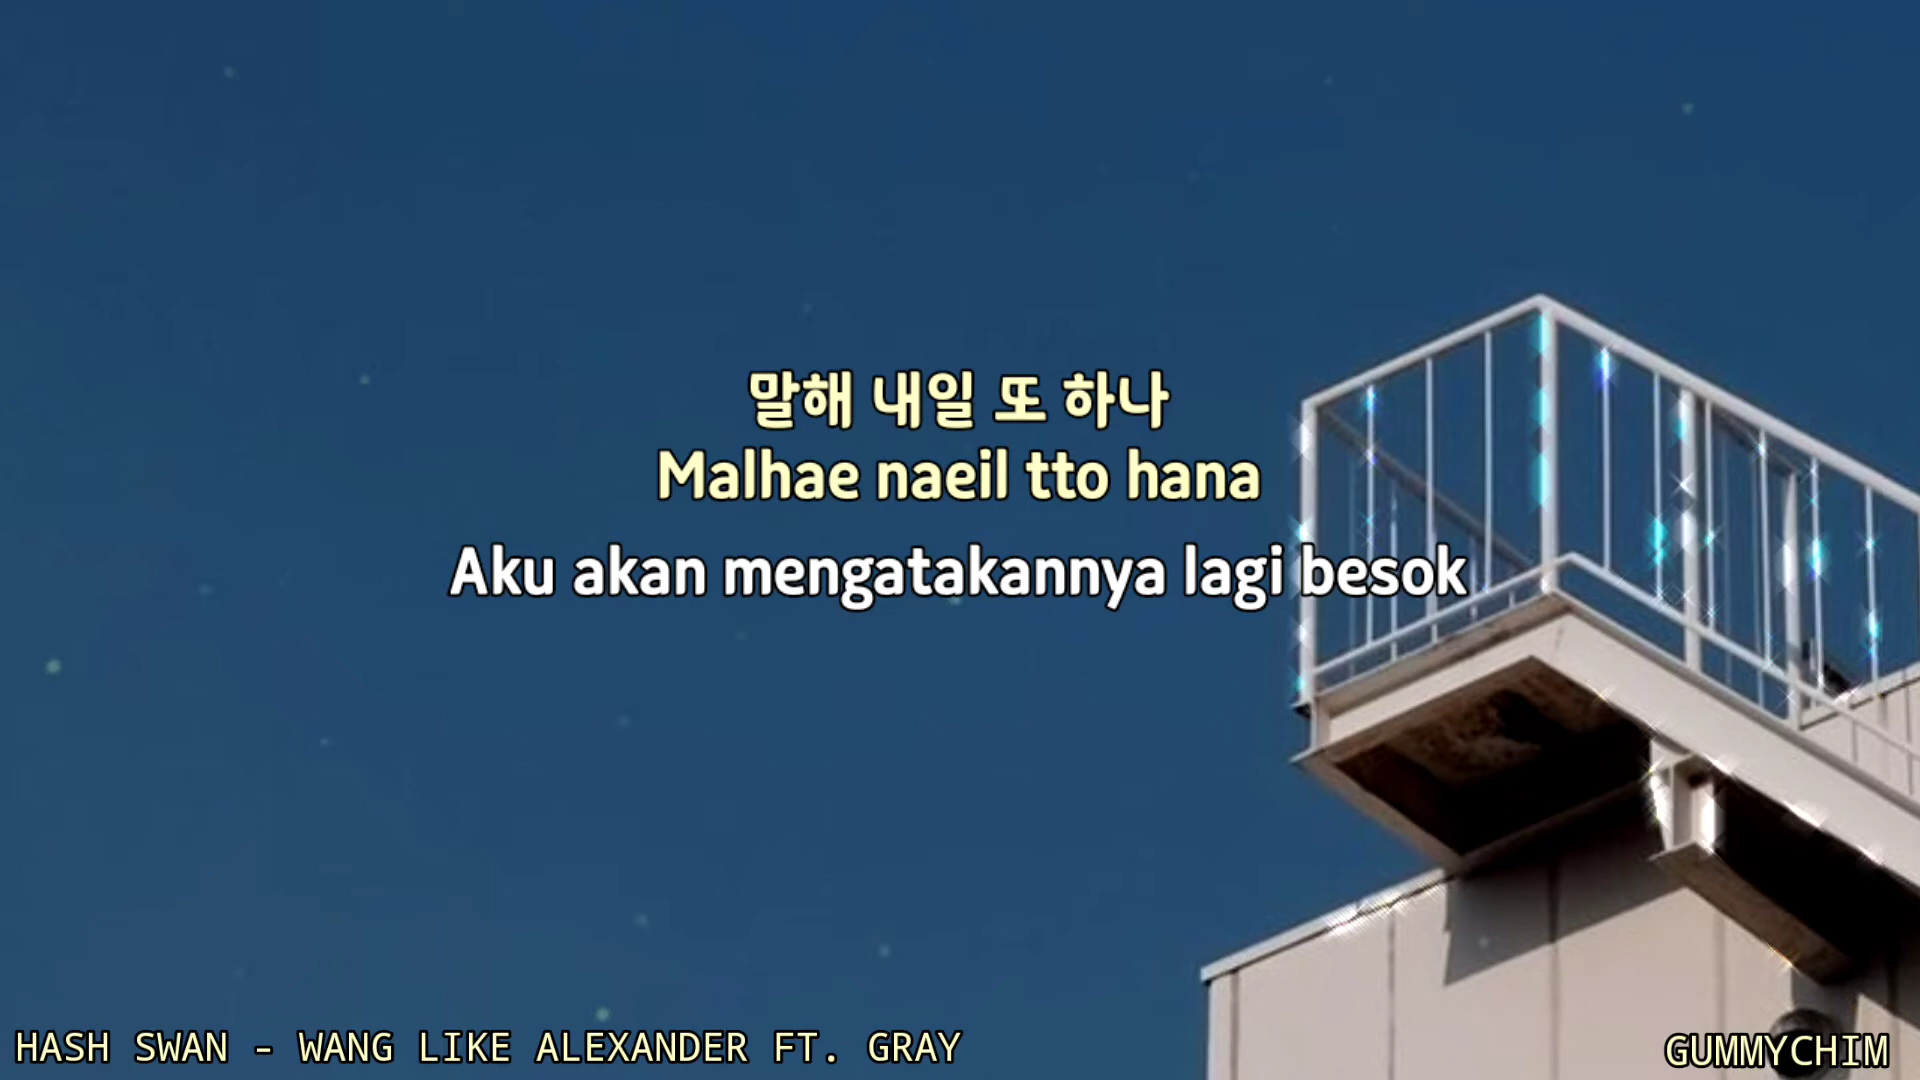 말해 내일 또 하나
Malhae naeil tto hana
Aku akan mengatakannya lagi besok
HASH SWAN - WANG LIKE ALEXANDER FT. GRAY
GUMMYCHIM